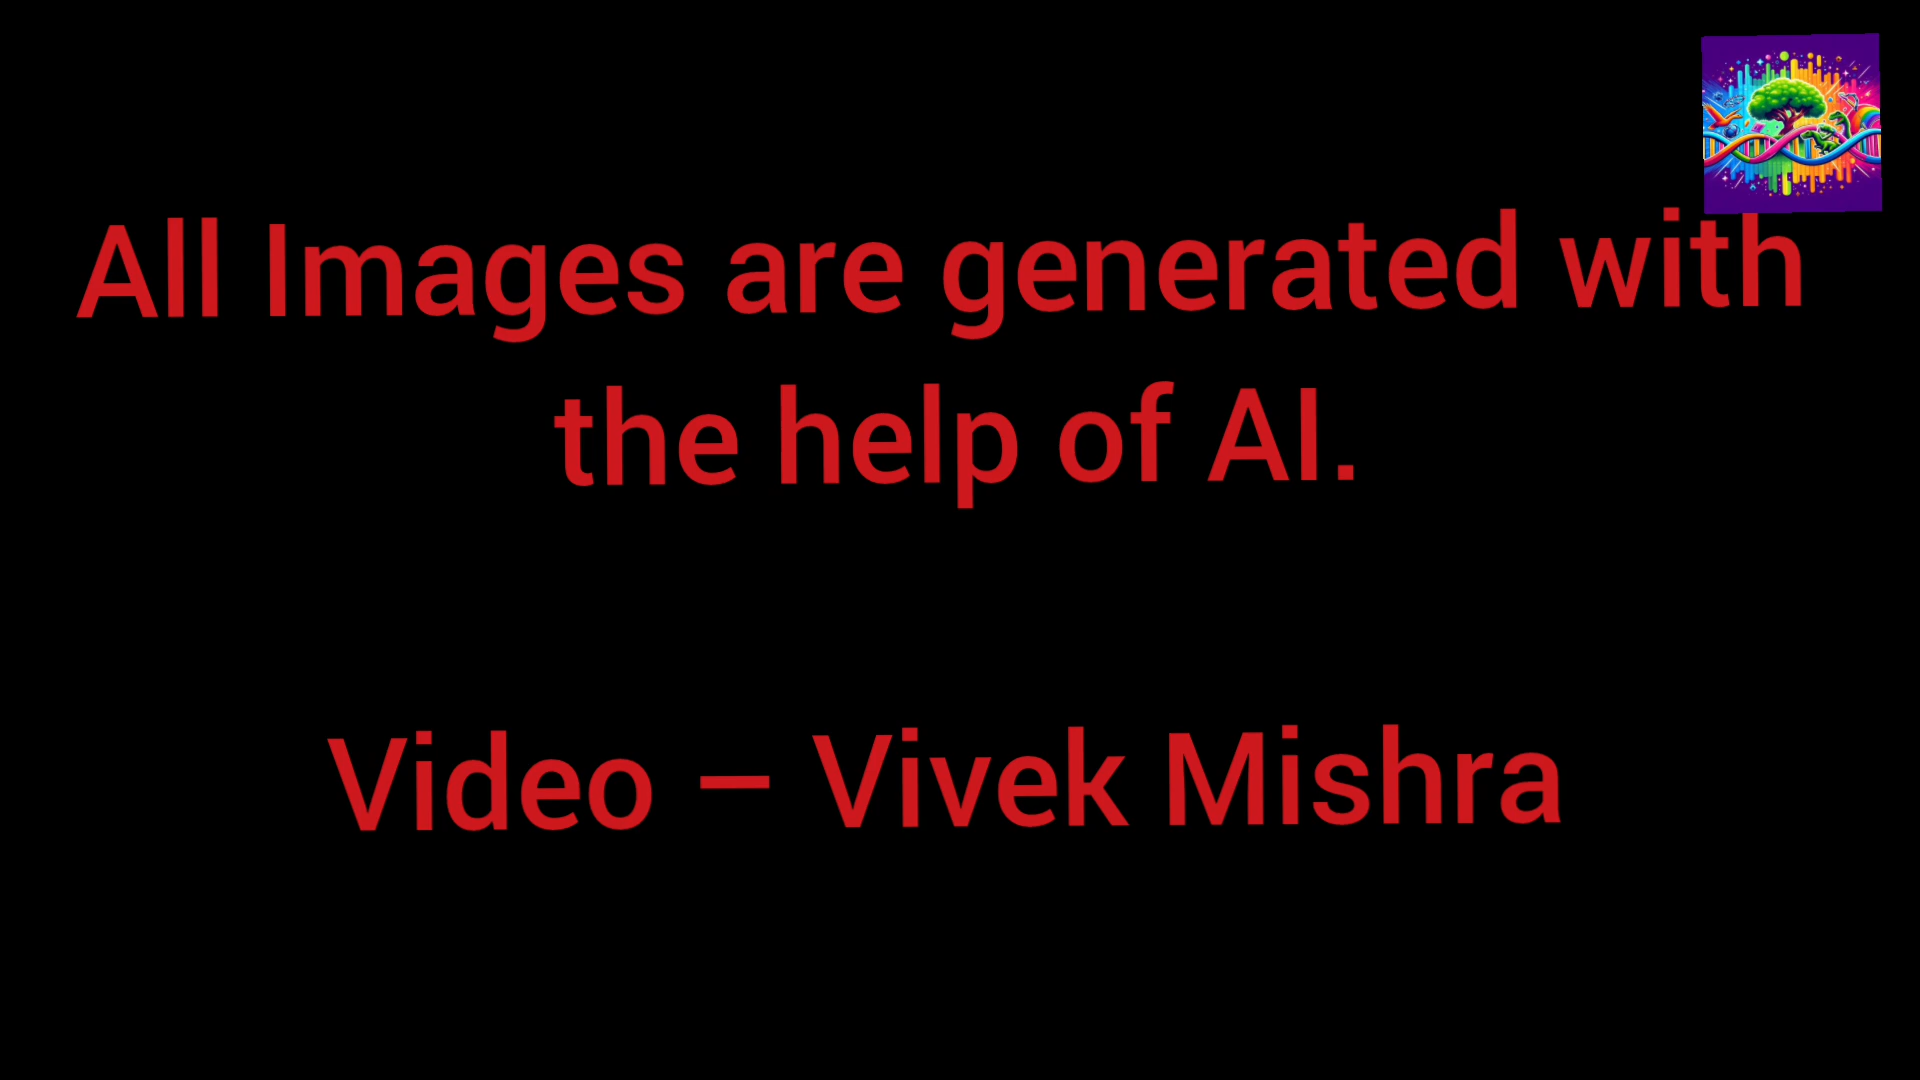 All Images are generated with
the help of AI.
Video – Vivek Mishra